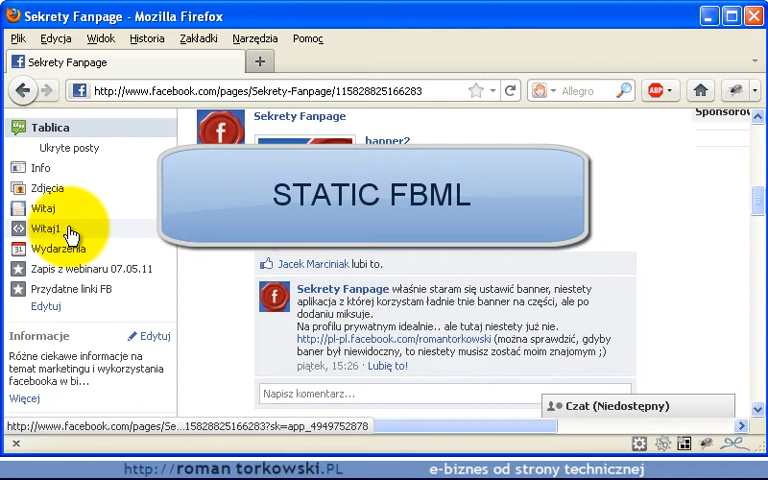 Sekrety Fanpage - Mozilla Firefox
Plik Edycja Widok Historia Zakładki Narzędzia Pomoc
Sekrety Fanpage
http://www.facebook.com/pages/Sekrety-Fanpage/115828825166283
Allegro
ABP
Tablica
Ukryte posty
Info
Zdjęcia
Witaj
Witaj1
Wydarzenia
Zapis z webinaru 07.05.11
Przydatne linki FB
Edytuj
Informacje
Edytuj
Różne ciekawe informacje na
temat marketingu i wykorzystania
facebooka w bi...
Więcej
Sekrety Fanpage
banner2
Sponsorow
STATIC FBML
Jacek Marciniak lubi to.
Sekrety Fanpage właśnie staram się ustawić banner, niestety
aplikacja z której korzystam ładnie tnie banner na części, ale po
dodaniu miksuje.
Na profilu prywatnym idealnie.. ale tutaj niestety już nie.
http://pl-pl.facebook.com/romantorkowski (można sprawdzić, gdyby
baner był niewidoczny, to niestety musisz zostać moim znajomym ;)
piątek, 15:26 · Lubię to!
Napisz komentarz...
Czat (Niedostępny)
http://www.facebook.com/pages/Se...15828825166283?sk=app_4949752878
http://romantorkowski.PL e-biznes od strony technicznej